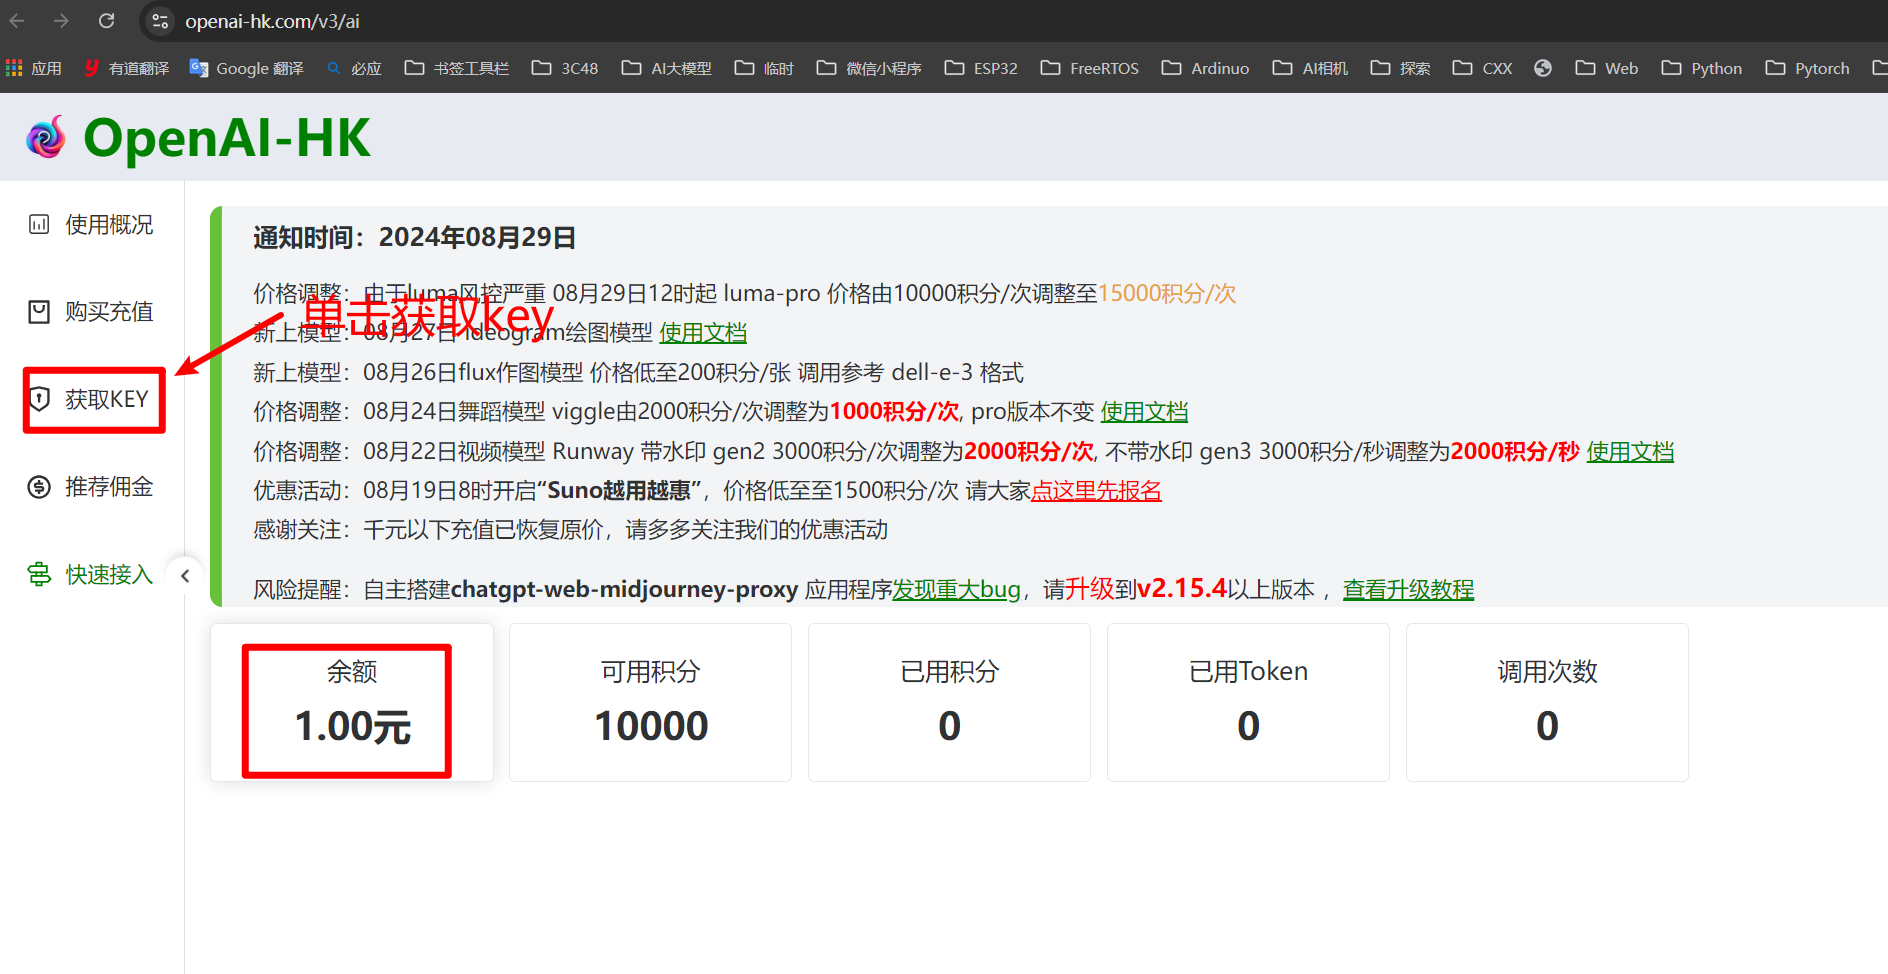 openai-hk.com/v3/ai
应用 有道翻译 Google 翻译 必应 书签工具栏 3C48 AI大模型 临时 微信小程序 ESP32 FreeRTOS Ardinuo AI相机 探索 CXX Web Python Pytorch
OpenAI-HK
使用概况
购买充值
获取KEY
推荐佣金
快速接入
单击获取key
通知时间：2024年08月29日
价格调整：由于luma风控严重 08月29日12时起 luma-pro 价格由10000积分/次调整至15000积分/次
新上模型：08月27日 ideogram绘图模型 使用文档
新上模型：08月26日flux作图模型 价格低至200积分/张 调用参考 dell-e-3 格式
价格调整：08月24日舞蹈模型 viggle由2000积分/次调整为1000积分/次, pro版本不变 使用文档
价格调整：08月22日视频模型 Runway 带水印 gen2 3000积分/次调整为2000积分/次, 不带水印 gen3 3000积分/秒调整为2000积分/秒 使用文档
优惠活动：08月19日8时开启“Suno越用越惠”，价格低至至1500积分/次 请大家点这里先报名
感谢关注：千元以下充值已恢复原价，请多多关注我们的优惠活动
风险提醒：自主搭建chatgpt-web-midjourney-proxy 应用程序发现重大bug，请升级到v2.15.4以上版本 ，查看升级教程
余额
1.00元
可用积分
10000
已用积分
0
已用Token
0
调用次数
0